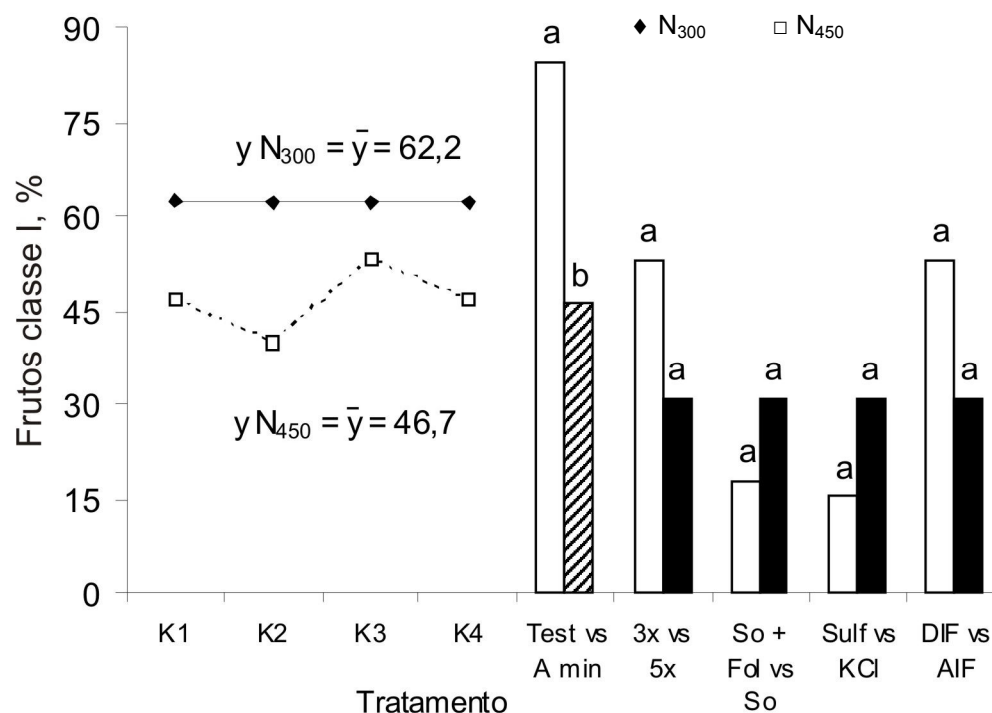 90
75
60
45
30
15
0
Frutos classe I, %
◆ N₃₀₀ □ N₄₅₀
y N₃₀₀ = ȳ = 62,2
y N₄₅₀ = ȳ = 46,7
a
b
a
a
a
a
a
a
a
a
K1 K2 K3 K4 Test vs A min 3x vs 5x So + Fol vs So Sulf vs KCl DIF vs AIF
Tratamento